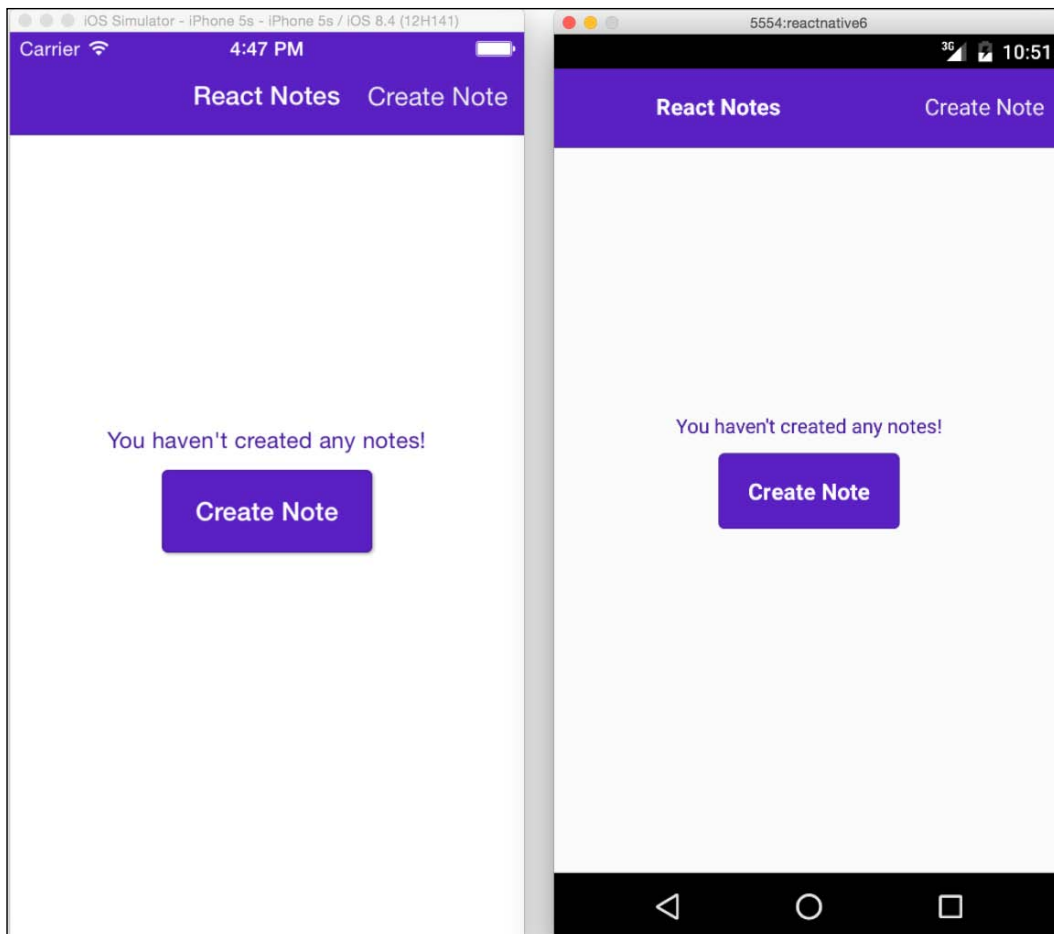 iOS Simulator - iPhone 5s - iPhone 5s / iOS 8.4 (12H141)
Carrier 4:47 PM
React Notes Create Note
You haven't created any notes!
Create Note
5554:reactnative6
3G 10:51
React Notes Create Note
You haven't created any notes!
Create Note